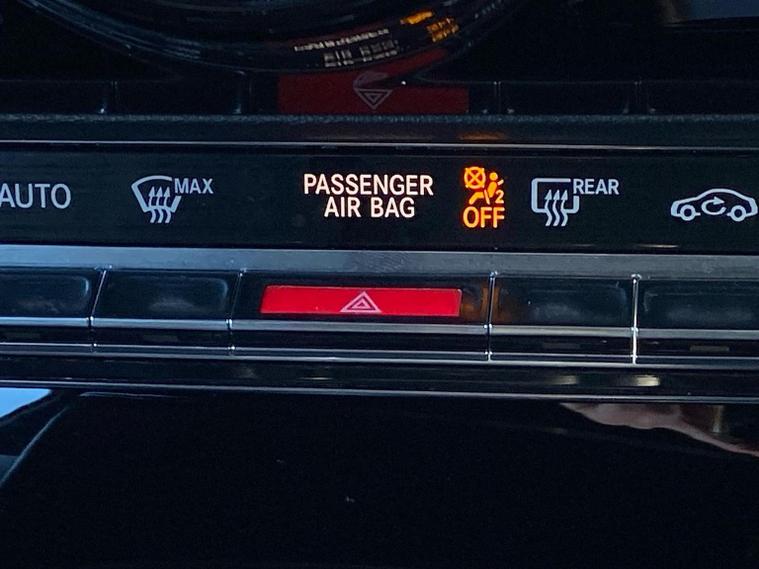 AUTO
MAX
PASSENGER
AIR BAG
2
OFF
REAR